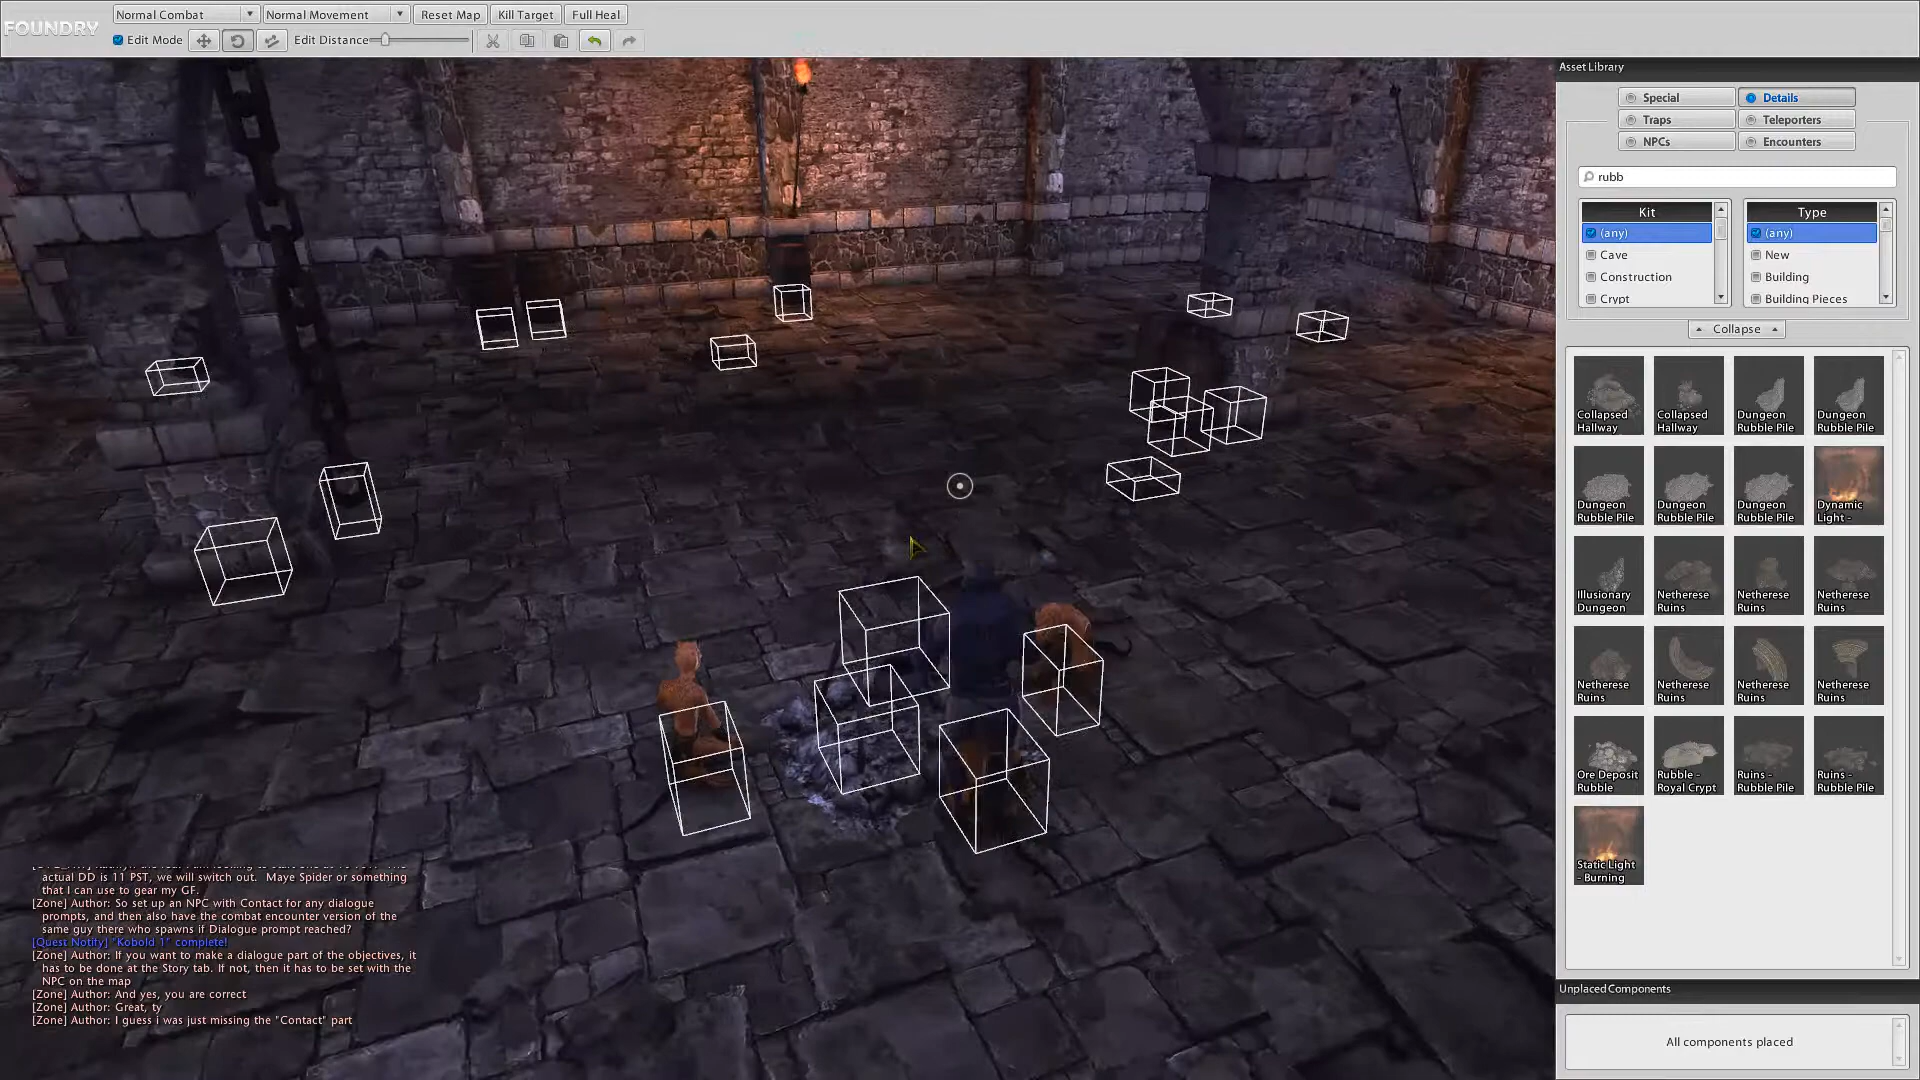 FOUNDRY
Normal Combat
Normal Movement
Reset Map
Kill Target
Full Heal
Edit Mode
Edit Distance
Asset Library
Special
Details
Traps
Teleporters
NPCs
Encounters
rubb
Kit
Type
(any)
(any)
Cave
New
Construction
Building
Crypt
Building Pieces
Collapse
Collapsed Hallway
Collapsed Hallway
Dungeon Rubble Pile
Dungeon Rubble Pile
Dungeon Rubble Pile
Dungeon Rubble Pile
Dungeon Rubble Pile
Dynamic Light -
Illusionary Dungeon
Netherese Ruins
Netherese Ruins
Netherese Ruins
Netherese Ruins
Netherese Ruins
Netherese Ruins
Netherese Ruins
Ore Deposit Rubble
Rubble - Royal Crypt
Ruins - Rubble Pile
Ruins - Rubble Pile
Static Light - Burning
Unplaced Components
All components placed
actual DD is 11 PST, we will switch out. Maye Spider or something
that I can use to gear my GF.
[Zone] Author: So set up an NPC with Contact for any dialogue
prompts, and then also have the combat encounter version of the
same guy there who spawns if Dialogue prompt reached?
[Quest Notify] "Kobold 1" complete!
[Zone] Author: If you want to make a dialogue part of the objectives, it
has to be done at the Story tab. If not, then it has to be set with the
NPC on the map
[Zone] Author: And yes, you are correct
[Zone] Author: Great, ty
[Zone] Author: I guess i was just missing the "Contact" part